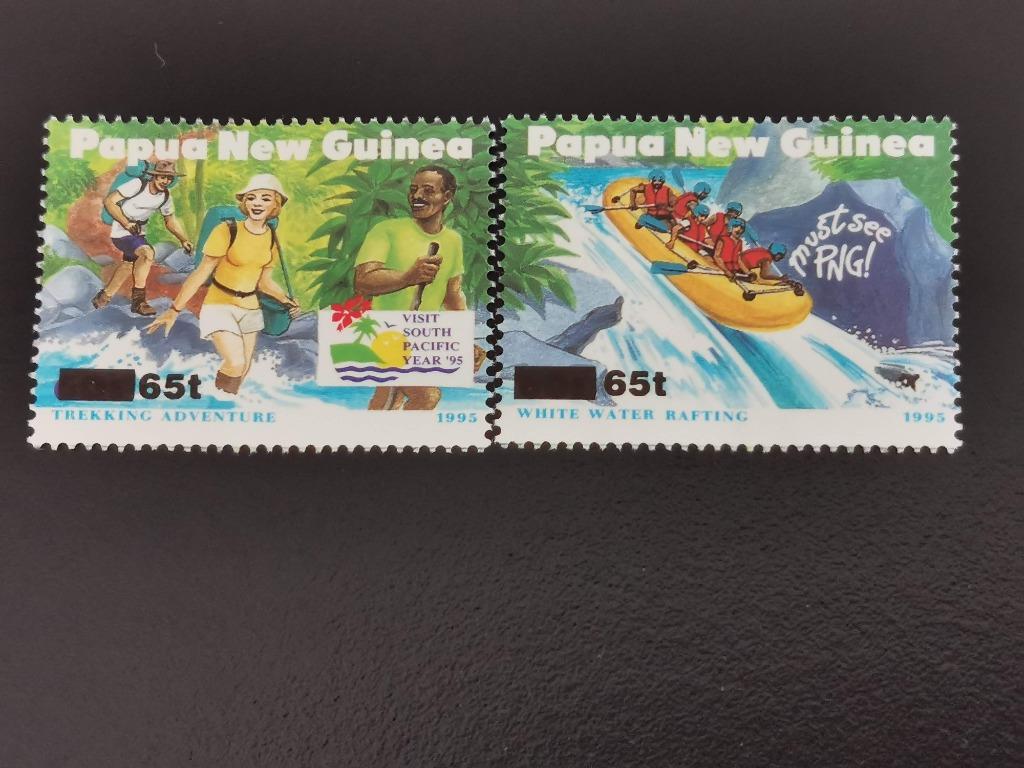 Papua New Guinea
VISIT
SOUTH
PACIFIC
YEAR '95
65t
TREKKING ADVENTURE 1995
Papua New Guinea
must see
PNG!
65t
WHITE WATER RAFTING 1995